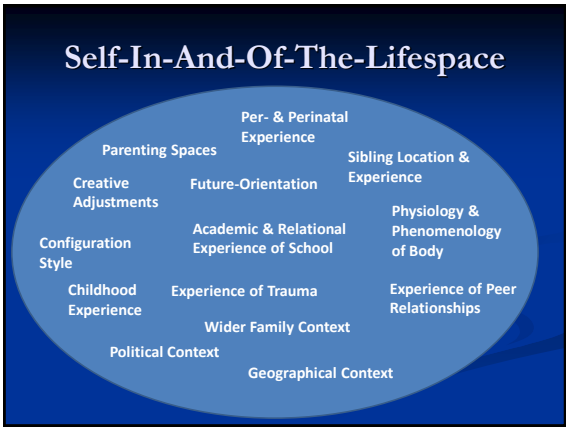 Self-In-And-Of-The-Lifespace
Per- & Perinatal
Experience
Parenting Spaces
Sibling Location &
Experience
Creative
Adjustments
Future-Orientation
Physiology &
Phenomenology
of Body
Academic & Relational
Experience of School
Configuration
Style
Childhood
Experience
Experience of Trauma
Experience of Peer
Relationships
Wider Family Context
Political Context
Geographical Context